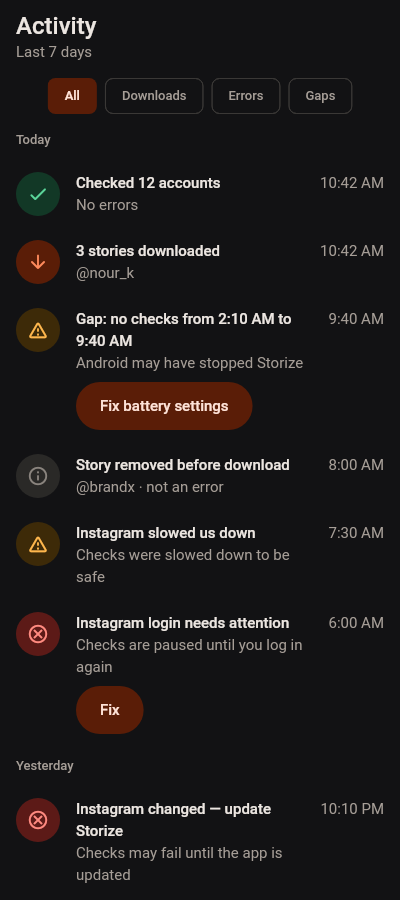 Activity
Last 7 days
All
Downloads
Errors
Gaps
Today
Checked 12 accounts
10:42 AM
No errors
3 stories downloaded
10:42 AM
@nour_k
Gap: no checks from 2:10 AM to
9:40 AM
9:40 AM
Android may have stopped Storize
Fix battery settings
Story removed before download
8:00 AM
@brandx · not an error
Instagram slowed us down
7:30 AM
Checks were slowed down to be
safe
Instagram login needs attention
6:00 AM
Checks are paused until you log in
again
Fix
Yesterday
Instagram changed — update
10:10 PM
Storize
Checks may fail until the app is
updated